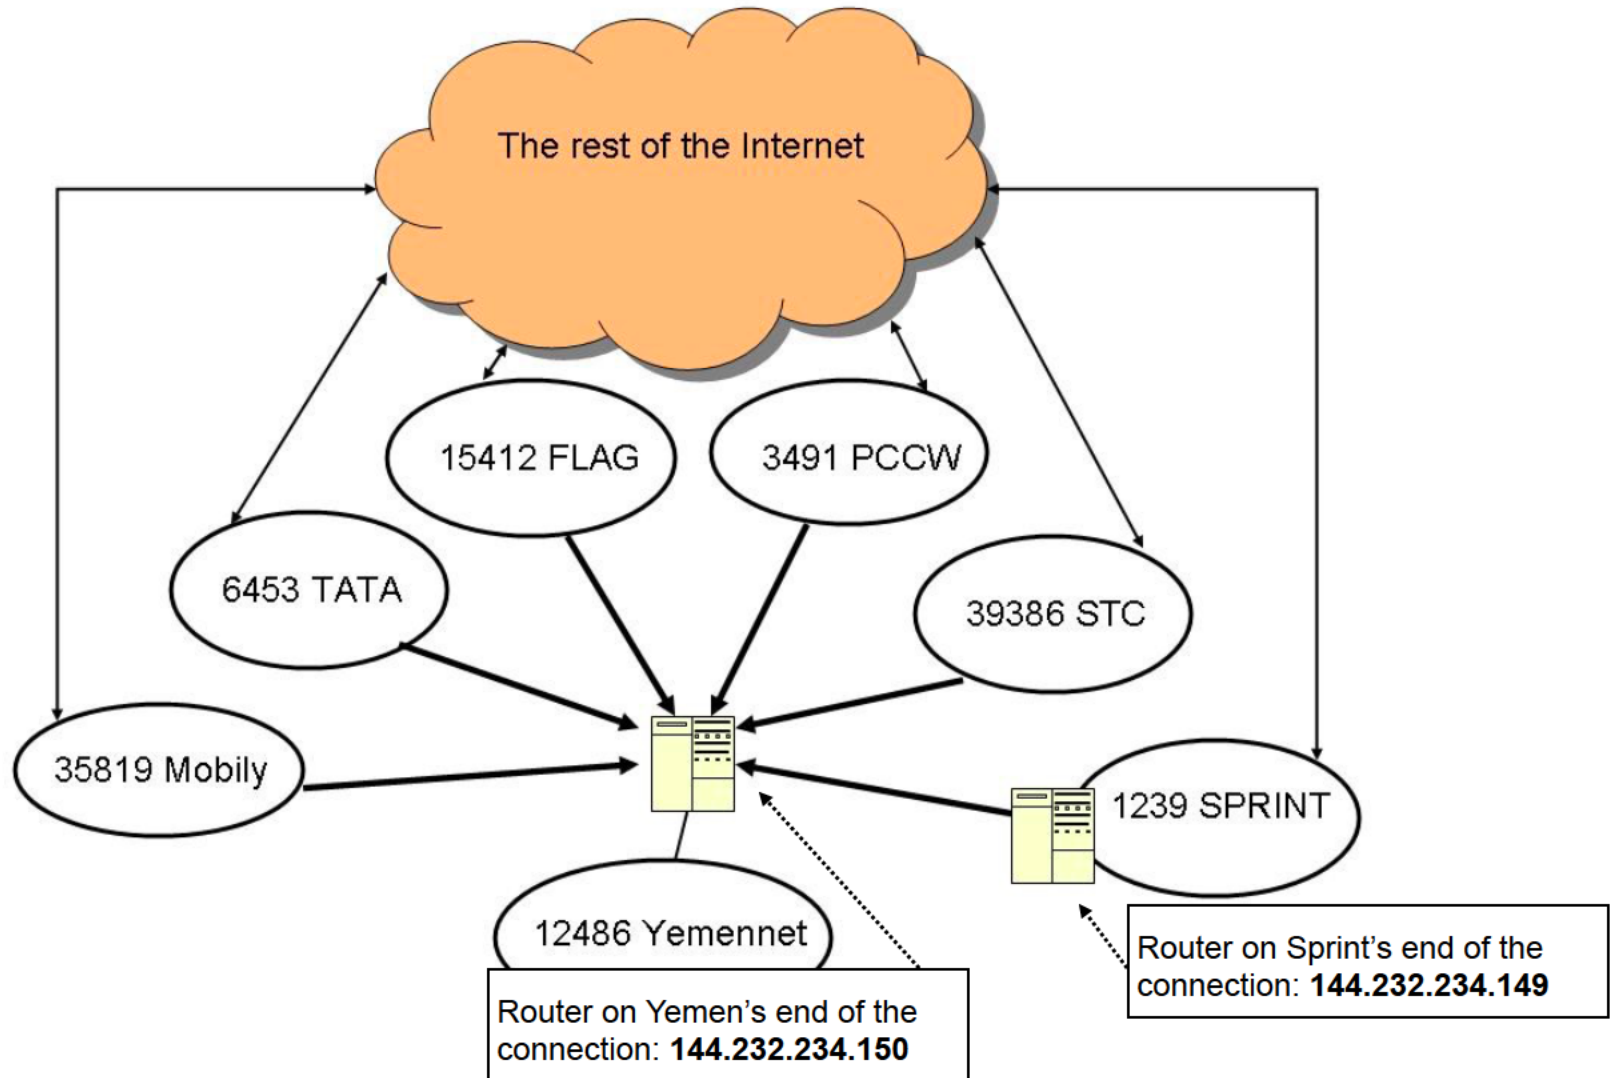 The rest of the Internet
15412 FLAG
3491 PCCW
6453 TATA
39386 STC
35819 Mobily
1239 SPRINT
12486 Yemennet
Router on Sprint’s end of the
connection: 144.232.234.149
Router on Yemen’s end of the
connection: 144.232.234.150